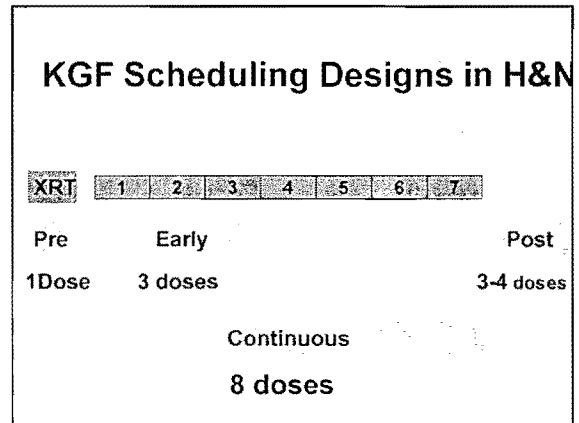 KGF Scheduling Designs in H&N
XRT 1 2 3 4 5 6 7
Pre Early Post
1Dose 3 doses 3-4 doses
Continuous
8 doses